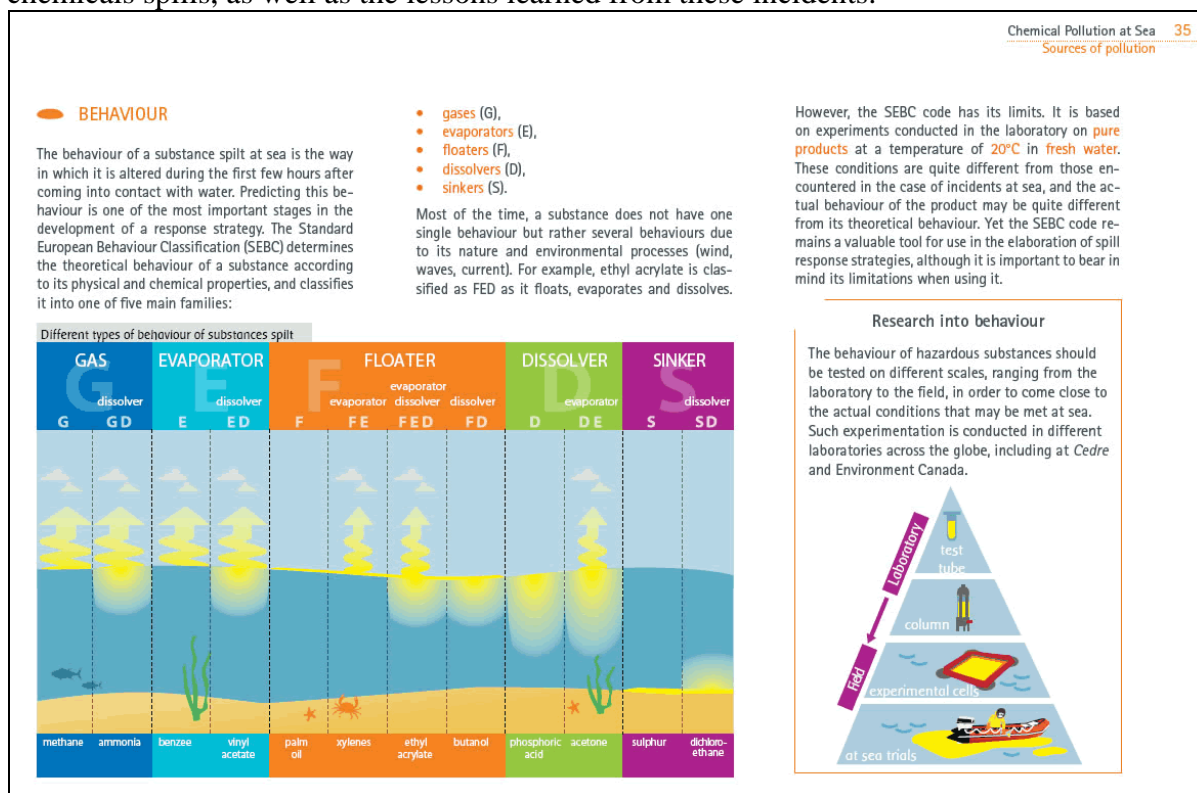 chemicals spills, as well as the lessons learned from these incidents.
Chemical Pollution at Sea 35
Sources of pollution
BEHAVIOUR
The behaviour of a substance spilt at sea is the way
in which it is altered during the first few hours after
coming into contact with water. Predicting this be-
haviour is one of the most important stages in the
development of a response strategy. The Standard
European Behaviour Classification (SEBC) determines
the theoretical behaviour of a substance according
to its physical and chemical properties, and classifies
it into one of five main families:
• gases (G),
• evaporators (E),
• floaters (F),
• dissolvers (D),
• sinkers (S).
Most of the time, a substance does not have one
single behaviour but rather several behaviours due
to its nature and environmental processes (wind,
waves, current). For example, ethyl acrylate is clas-
sified as FED as it floats, evaporates and dissolves.
However, the SEBC code has its limits. It is based
on experiments conducted in the laboratory on pure
products at a temperature of 20°C in fresh water.
These conditions are quite different from those en-
countered in the case of incidents at sea, and the ac-
tual behaviour of the product may be quite different
from its theoretical behaviour. Yet the SEBC code re-
mains a valuable tool for use in the elaboration of spill
response strategies, although it is important to bear in
mind its limitations when using it.
Different types of behaviour of substances spilt
GAS EVAPORATOR FLOATER DISSOLVER SINKER
G E F D S
evaporator
dissolver dissolver evaporator dissolver dissolver evaporator dissolver
G GD E ED F FE FED FD D DE S SD
methane ammonia benzee vinyl palm xylenes ethyl butanol phosphoric acetone sulphur dichloro-
acetate oil acrylate acid ethane
Research into behaviour
The behaviour of hazardous substances should
be tested on different scales, ranging from the
laboratory to the field, in order to come close to
the actual conditions that may be met at sea.
Such experimentation is conducted in different
laboratories across the globe, including at Cedre
and Environment Canada.
Laboratory
Field
test
tube
column
experimental cells
at sea trials